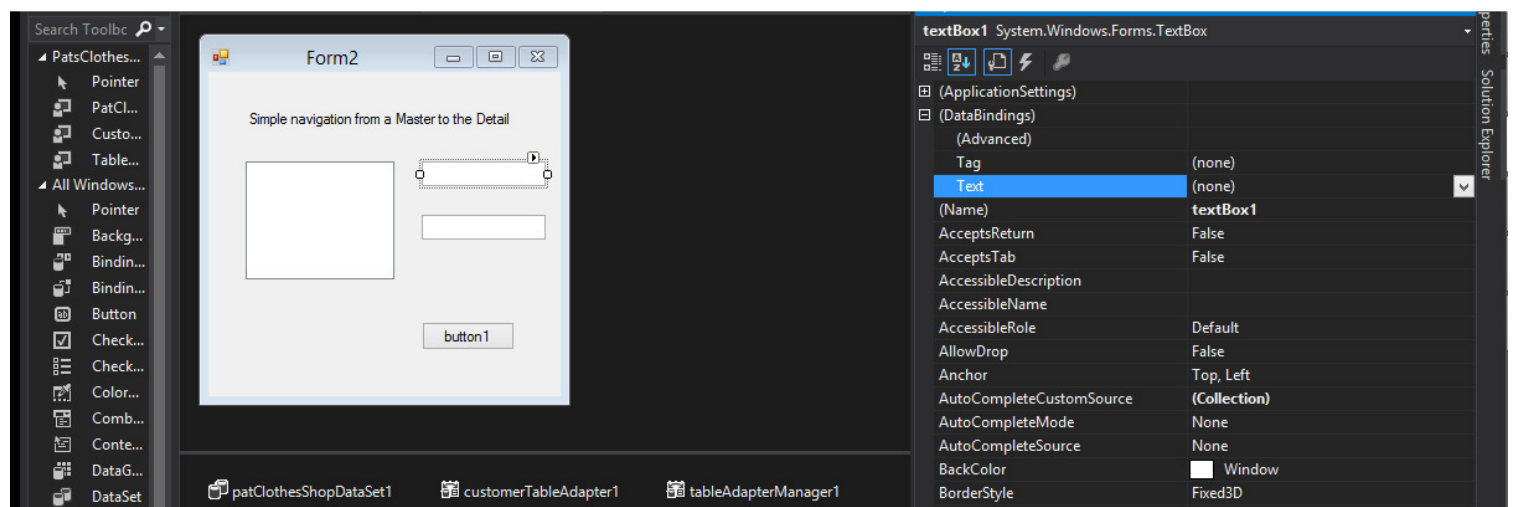 Search Toolbc
PatsClothes...
Pointer
PatCl...
Custo...
Table...
All Windows...
Pointer
Backg...
Bindin...
Bindin...
Button
Check...
Check...
Color...
Comb...
Conte...
DataG...
DataSet
Form2
Simple navigation from a Master to the Detail
button1
patClothesShopDataSet1 customerTableAdapter1 tableAdapterManager1
textBox1 System.Windows.Forms.TextBox
(ApplicationSettings)
(DataBindings)
(Advanced)
Tag (none)
Text (none)
(Name) textBox1
AcceptsReturn False
AcceptsTab False
AccessibleDescription
AccessibleName
AccessibleRole Default
AllowDrop False
Anchor Top, Left
AutoCompleteCustomSource (Collection)
AutoCompleteMode None
AutoCompleteSource None
BackColor Window
BorderStyle Fixed3D
perties
Solution Explorer